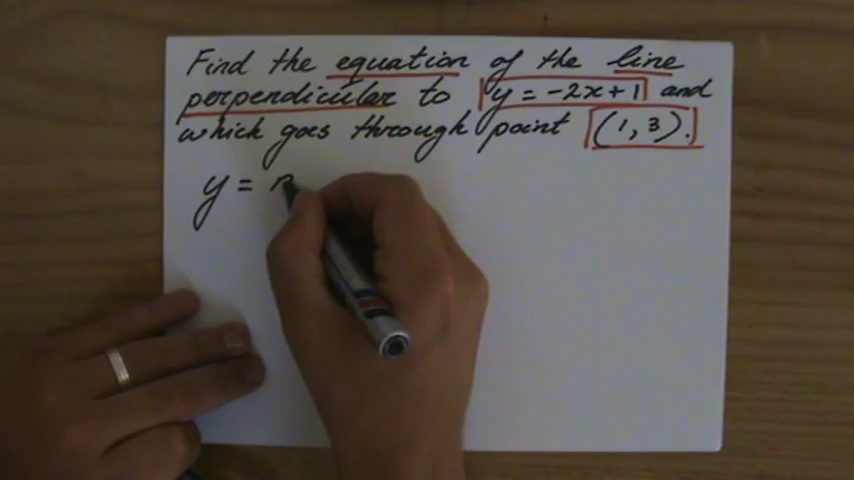 Find the equation of the line
perpendicular to y = -2x + 1 and
which goes through point (1, 3).
y =